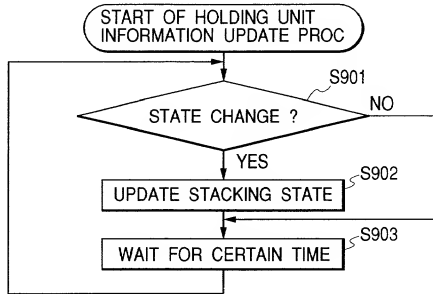 START OF HOLDING UNIT
INFORMATION UPDATE PROC
S901
STATE CHANGE ?
NO
YES
S902
UPDATE STACKING STATE
S903
WAIT FOR CERTAIN TIME